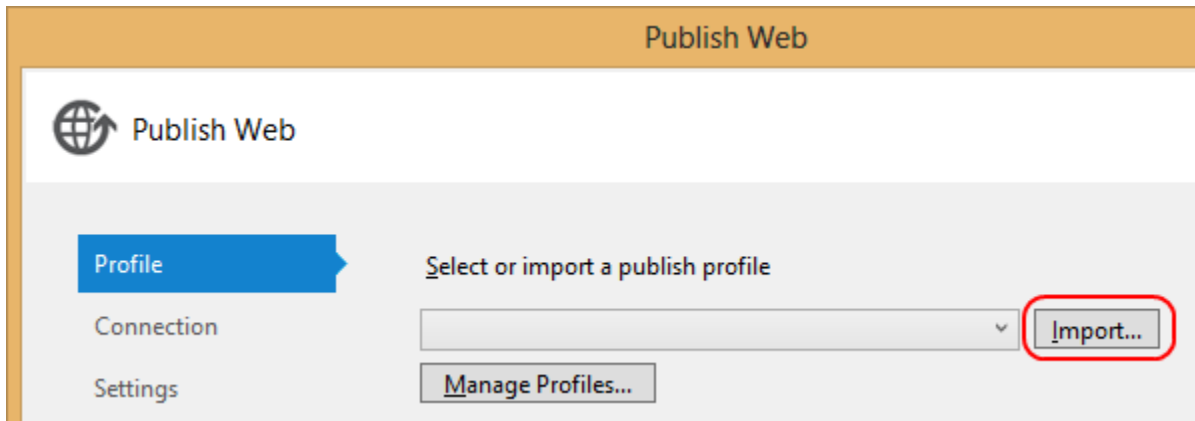 Publish Web
Publish Web
Profile
Select or import a publish profile
Connection
Import...
Settings
Manage Profiles...